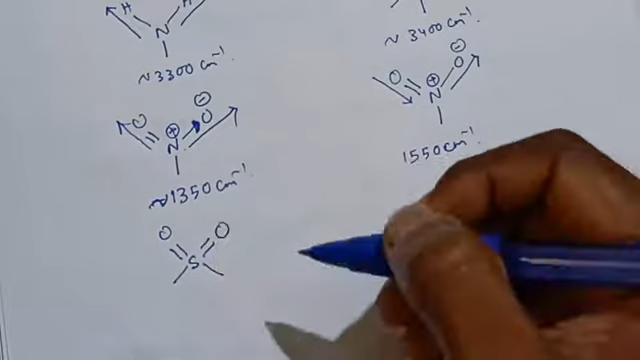 H H
N
~3300 cm⁻¹
~3400 cm⁻¹
O N⊕ O⊖
~1350 cm⁻¹
O N⊕ O⊖
1550 cm⁻¹
O O
S